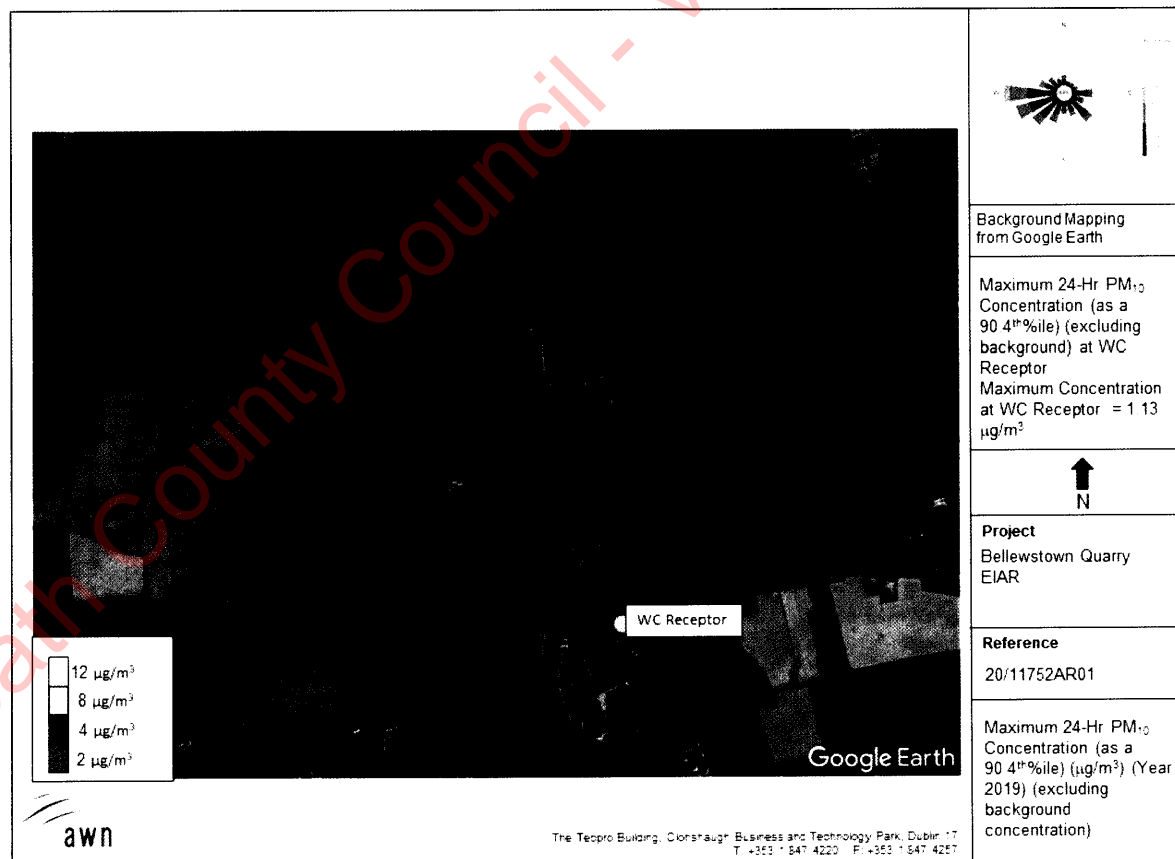 ath County Council - V
N
Background Mapping
from Google Earth
Maximum 24-Hr PM₁₀
Concentration (as a
90 4ᵗʰ%ile) (excluding
background) at WC
Receptor
Maximum Concentration
at WC Receptor = 1 13
µg/m³
N
Project
Bellewstown Quarry
EIAR
Reference
20/11752AR01
Maximum 24-Hr PM₁₀
Concentration (as a
90 4ᵗʰ%ile) (µg/m³) (Year
2019) (excluding
background
concentration)
WC Receptor
12 µg/m³
8 µg/m³
4 µg/m³
2 µg/m³
Google Earth
awn
The Tecpro Building, Clonshaugh Business and Technology Park, Dublin 17
T: +353 1 847 4220 F: +353 1 847 4257